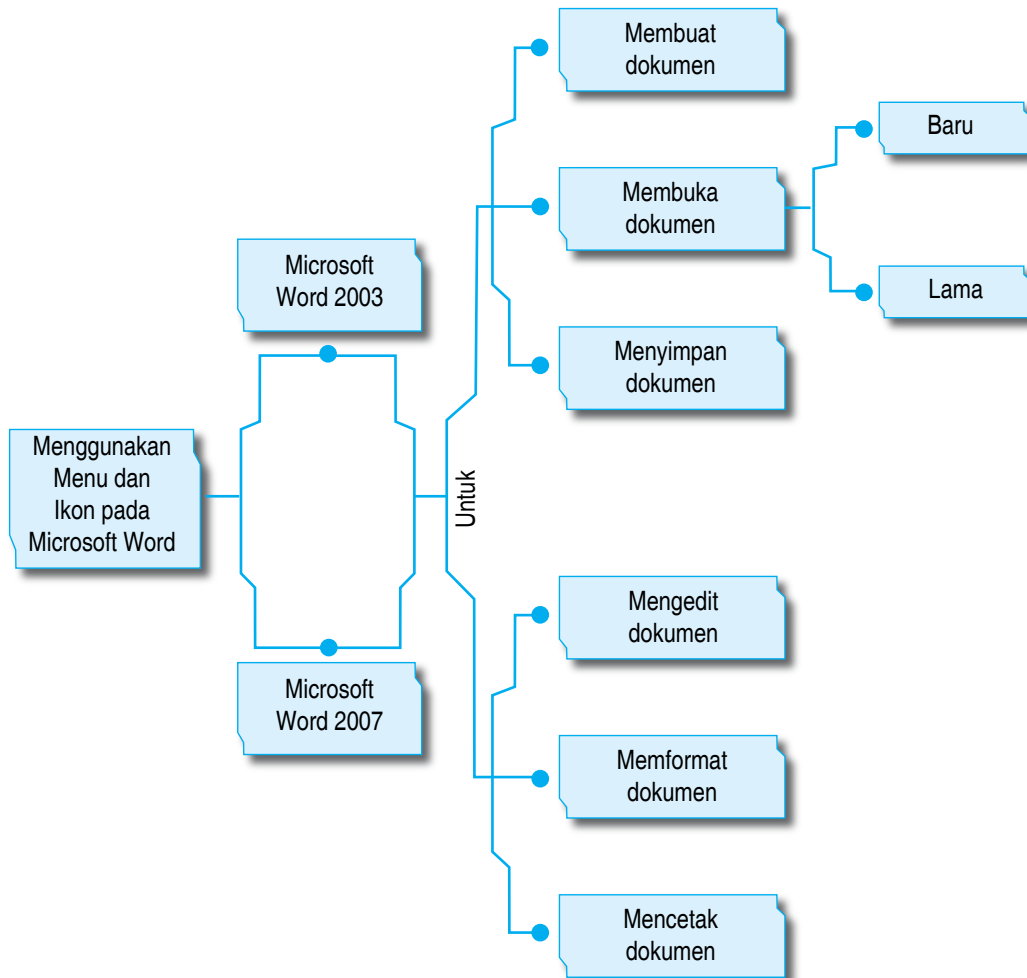 Menggunakan
Menu dan
Ikon pada
Microsoft Word
Microsoft
Word 2003
Microsoft
Word 2007
Untuk
Membuat
dokumen
Membuka
dokumen
Baru
Lama
Menyimpan
dokumen
Mengedit
dokumen
Memformat
dokumen
Mencetak
dokumen